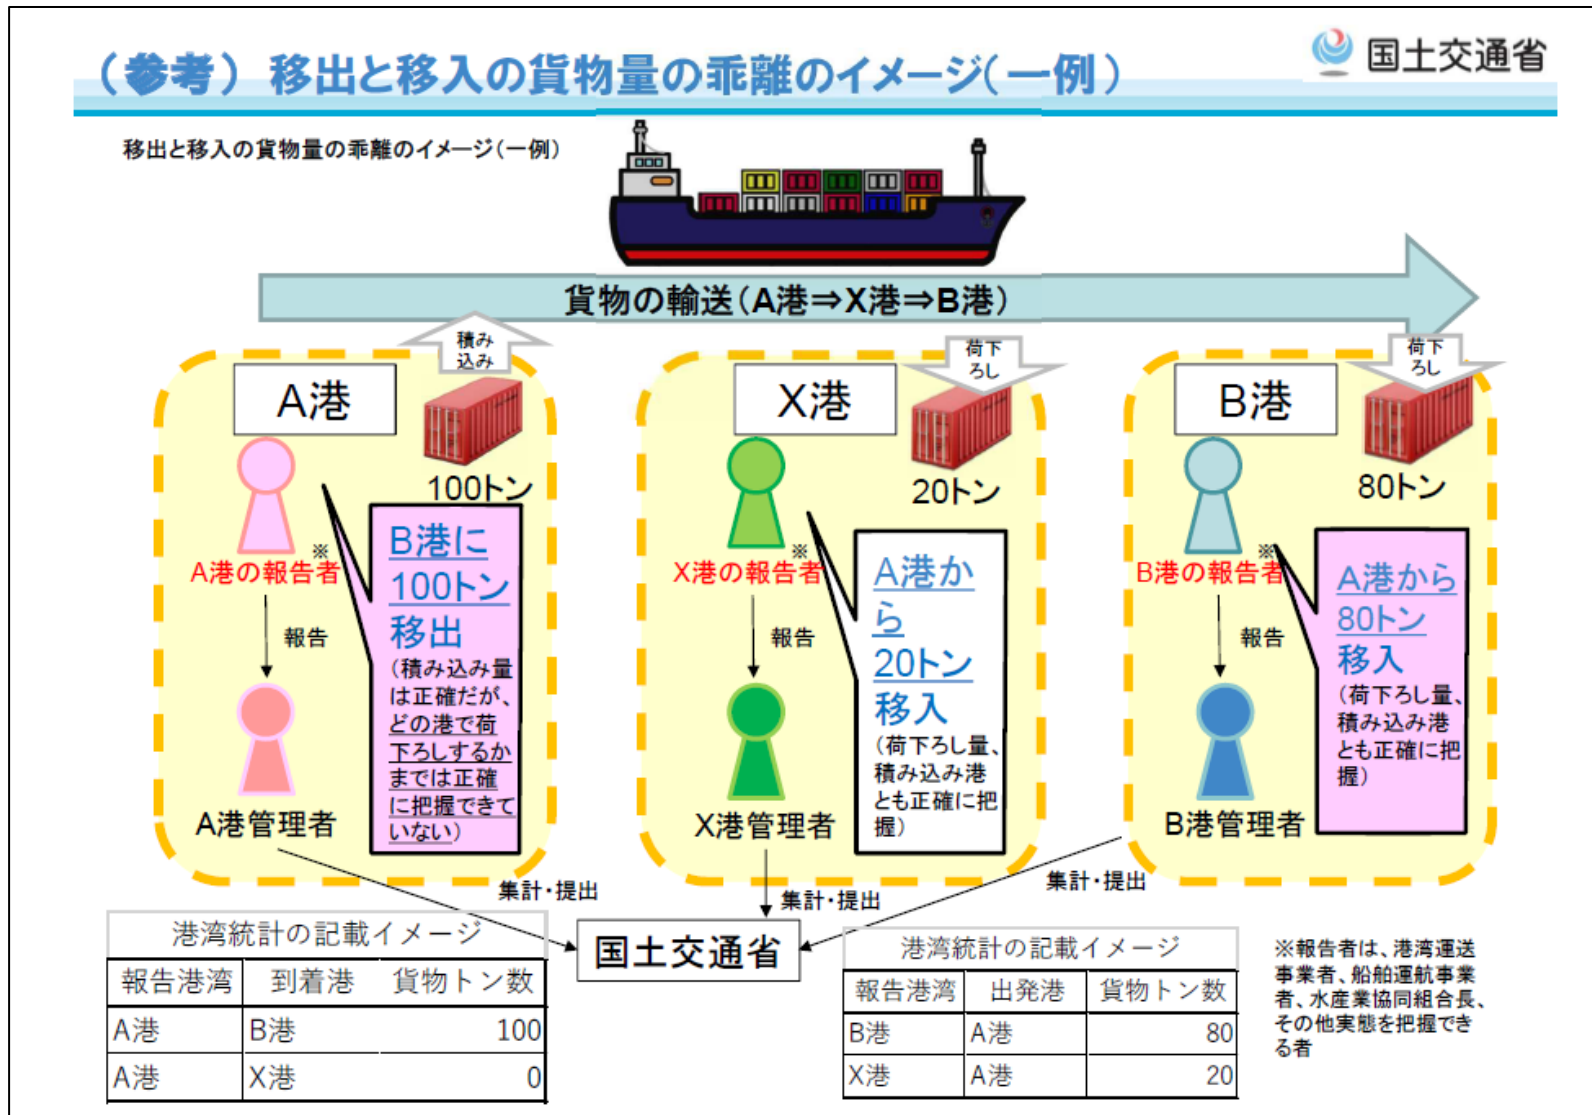 （参考）移出と移入の貨物量の乖離のイメージ（一例）
国土交通省
移出と移入の貨物量の乖離のイメージ（一例）
貨物の輸送（A港⇒X港⇒B港）
積み
込み
A港
100トン
※
A港の報告者
報告
A港管理者
B港に
100トン
移出
（積み込み量
は正確だが、
どの港で荷
下ろしするか
までは正確
に把握できて
いない）
荷下
ろし
X港
20トン
※
X港の報告者
報告
X港管理者
A港か
ら
20トン
移入
（荷下ろし量、
積み込み港
とも正確に把
握）
荷下
ろし
B港
80トン
※
B港の報告者
報告
B港管理者
A港から
80トン
移入
（荷下ろし量、
積み込み港
とも正確に把
握）
集計・提出
集計・提出
集計・提出
国土交通省
港湾統計の記載イメージ
報告港湾 到着港 貨物トン数
A港 B港 100
A港 X港 0
港湾統計の記載イメージ
報告港湾 出発港 貨物トン数
B港 A港 80
X港 A港 20
※報告者は、港湾運送
事業者、船舶運航事業
者、水産業協同組合長、
その他実態を把握でき
る者